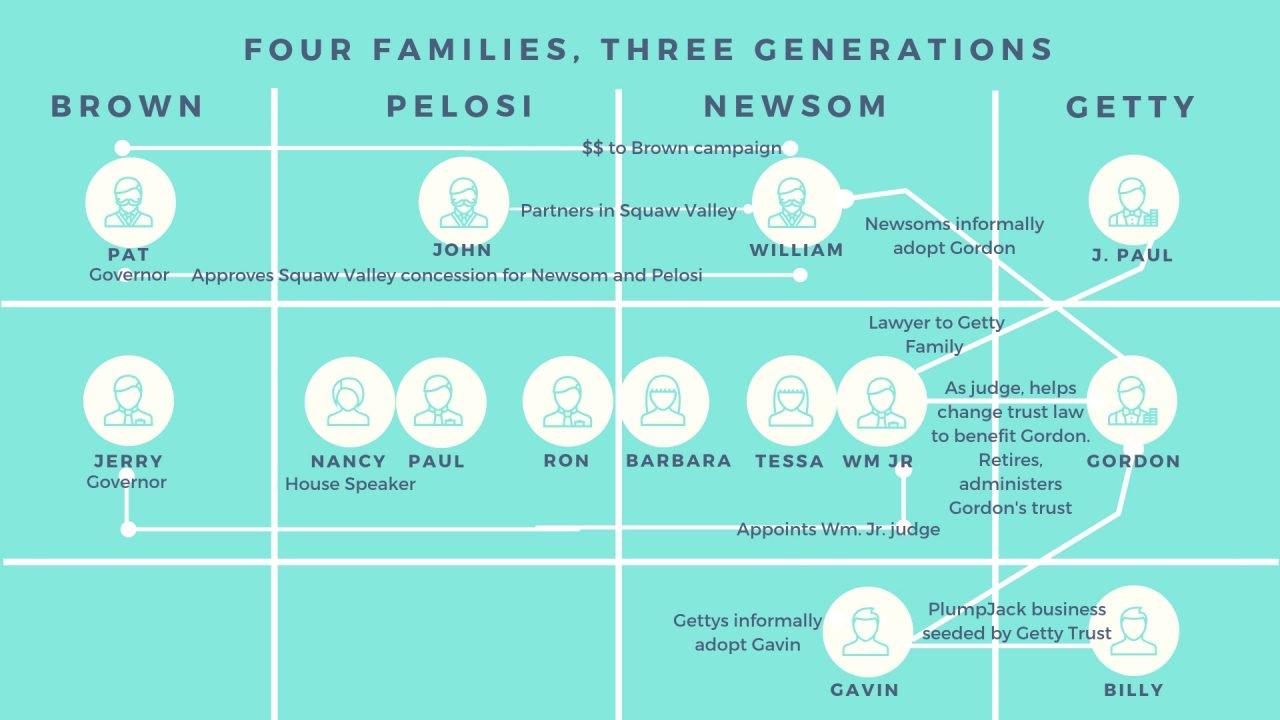 FOUR FAMILIES, THREE GENERATIONS
BROWN
PELOSI
NEWSOM
GETTY
$$ to Brown campaign
Partners in Squaw Valley
Newsoms informally
adopt Gordon
PAT
Governor
JOHN
WILLIAM
J. PAUL
Approves Squaw Valley concession for Newsom and Pelosi
Lawyer to Getty
Family
As judge, helps
change trust law
to benefit Gordon.
Retires,
administers
Gordon's trust
JERRY
Governor
NANCY
House Speaker
PAUL
RON
BARBARA
TESSA
WM JR
GORDON
Appoints Wm. Jr. judge
Gettys informally
adopt Gavin
PlumpJack business
seeded by Getty Trust
GAVIN
BILLY